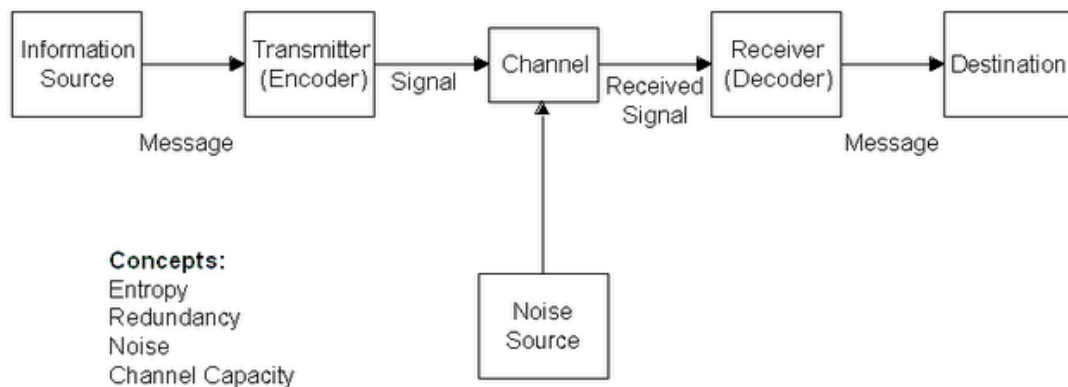 Information
Source
Transmitter
(Encoder)
Channel
Receiver
(Decoder)
Destination
Signal
Received
Signal
Message
Message
Concepts:
Entropy
Redundancy
Noise
Channel Capacity
Noise
Source